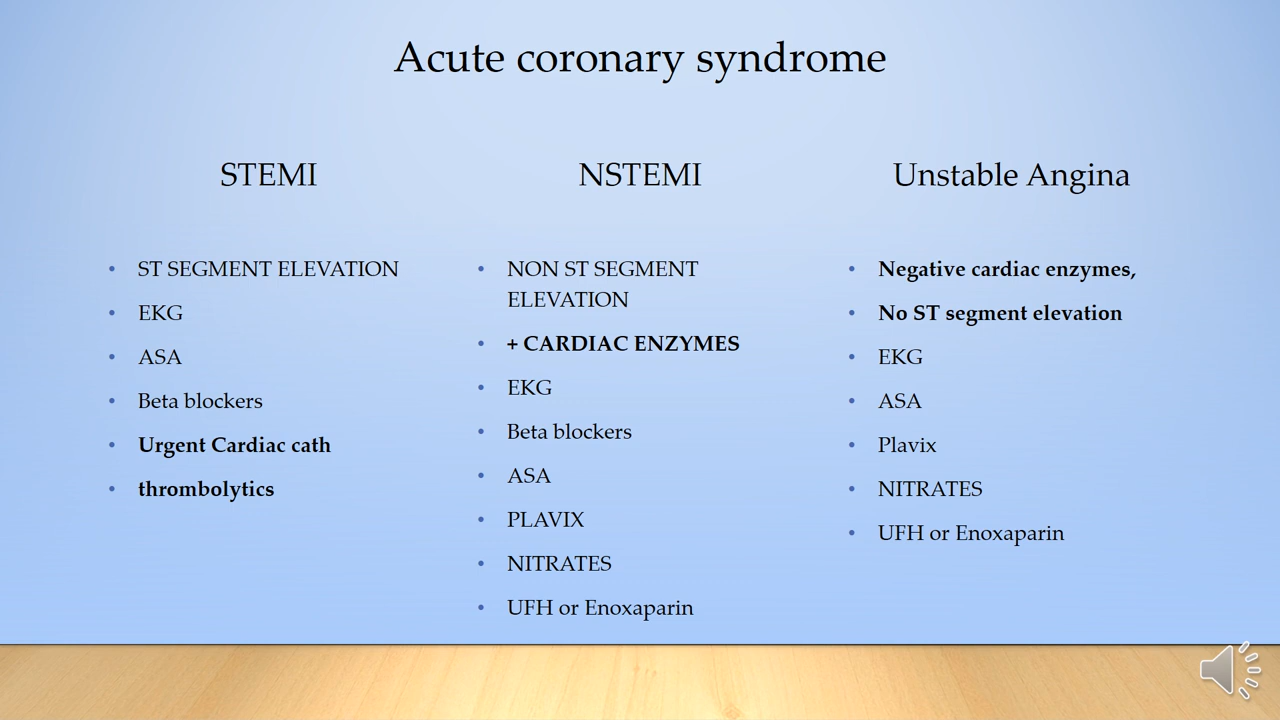 Acute coronary syndrome
STEMI
• ST SEGMENT ELEVATION
• EKG
• ASA
• Beta blockers
• Urgent Cardiac cath
• thrombolytics
NSTEMI
• NON ST SEGMENT
ELEVATION
• + CARDIAC ENZYMES
• EKG
• Beta blockers
• ASA
• PLAVIX
• NITRATES
• UFH or Enoxaparin
Unstable Angina
• Negative cardiac enzymes,
• No ST segment elevation
• EKG
• ASA
• Plavix
• NITRATES
• UFH or Enoxaparin